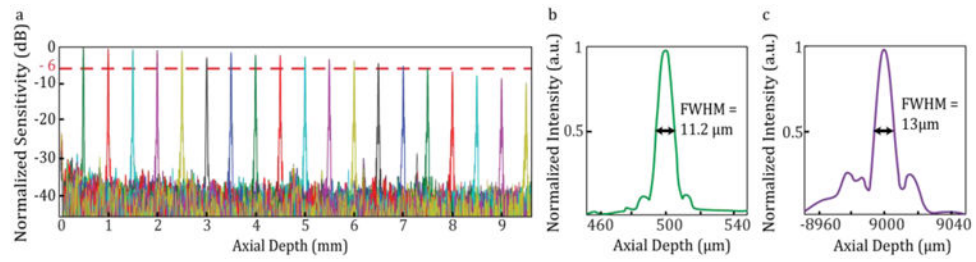 a
Normalized Sensitivity (dB)
0
- 6
-10
-20
-30
-40
0 1 2 3 4 5 6 7 8 9
Axial Depth (mm)
b
Normalized Intensity (a.u.)
1
0.5
FWHM =
11.2 μm
460 500 540
Axial Depth (μm)
c
Normalized Intensity (a.u.)
1
0.5
FWHM =
13μm
-8960 9000 9040
Axial Depth (μm)